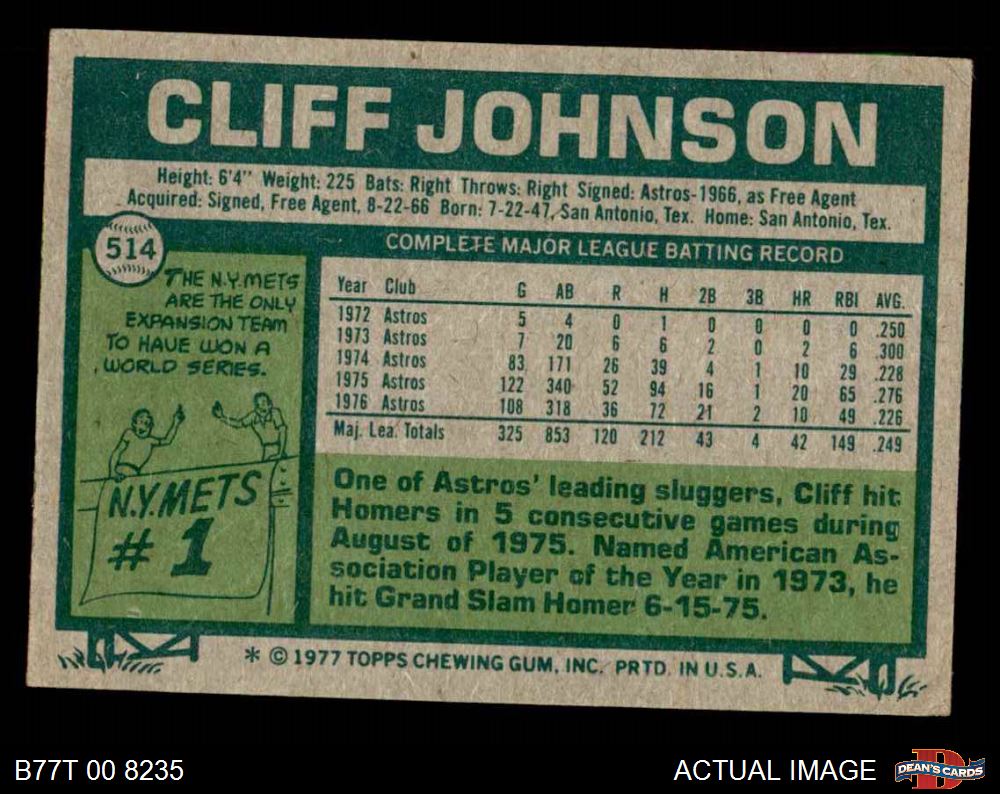 CLIFF JOHNSON
Height: 6'4" Weight: 225 Bats: Right Throws: Right Signed: Astros-1966, as Free Agent
Acquired: Signed, Free Agent, 8-22-66 Born: 7-22-47, San Antonio, Tex. Home: San Antonio, Tex.
514
THE N.Y. METS
ARE THE ONLY
EXPANSION TEAM
TO HAVE WON A
WORLD SERIES.
N.Y. METS
# 1
COMPLETE MAJOR LEAGUE BATTING RECORD
Year Club G AB R H 2B 3B HR RBI AVG.
1972 Astros 5 4 0 1 0 0 0 0 .250
1973 Astros 7 20 6 6 2 0 2 6 .300
1974 Astros 83 171 26 39 4 1 10 29 .228
1975 Astros 122 340 52 94 16 1 20 65 .276
1976 Astros 108 318 36 72 21 2 10 49 .226
Maj. Lea. Totals 325 853 120 212 43 4 42 149 .249
One of Astros' leading sluggers, Cliff hit
Homers in 5 consecutive games during
August of 1975. Named American As-
sociation Player of the Year in 1973, he
hit Grand Slam Homer 6-15-75.
* © 1977 TOPPS CHEWING GUM, INC. PRTD. IN U.S.A.
B77T 00 8235
ACTUAL IMAGE
D
DEAN'S CARDS